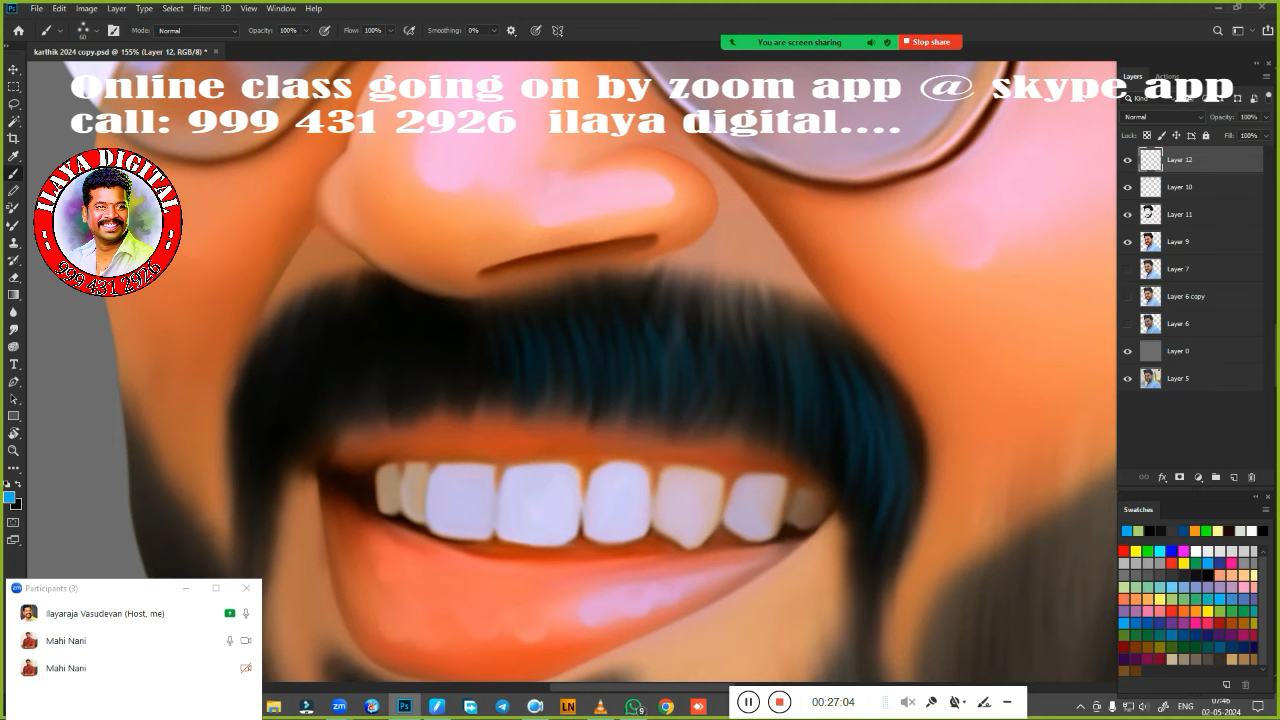 File Edit Image Layer Type Select Filter 3D View Window Help
Mode: Normal Opacity: 100% Flow: 100% Smoothing: 0%
You are screen sharing Stop share
karthik 2024 copy.psd @ 155% (Layer 12, RGB/8) *
Online class going on by zoom app @ skype app
call: 999 431 2926 ilaya digital....
ILAYA DIGITAL
999 431 2926
Layers Actions
Kind
Normal Opacity: 100%
Lock: Fill: 100%
Layer 12
Layer 10
Layer 11
Layer 9
Layer 7
Layer 6 copy
Layer 6
Layer 0
Layer 5
Swatches
Participants (3)
Ilayaraja Vasudevan (Host, me)
Mahi Nani
Mahi Nani
00:27:04
ENG
07:46
02-05-2024